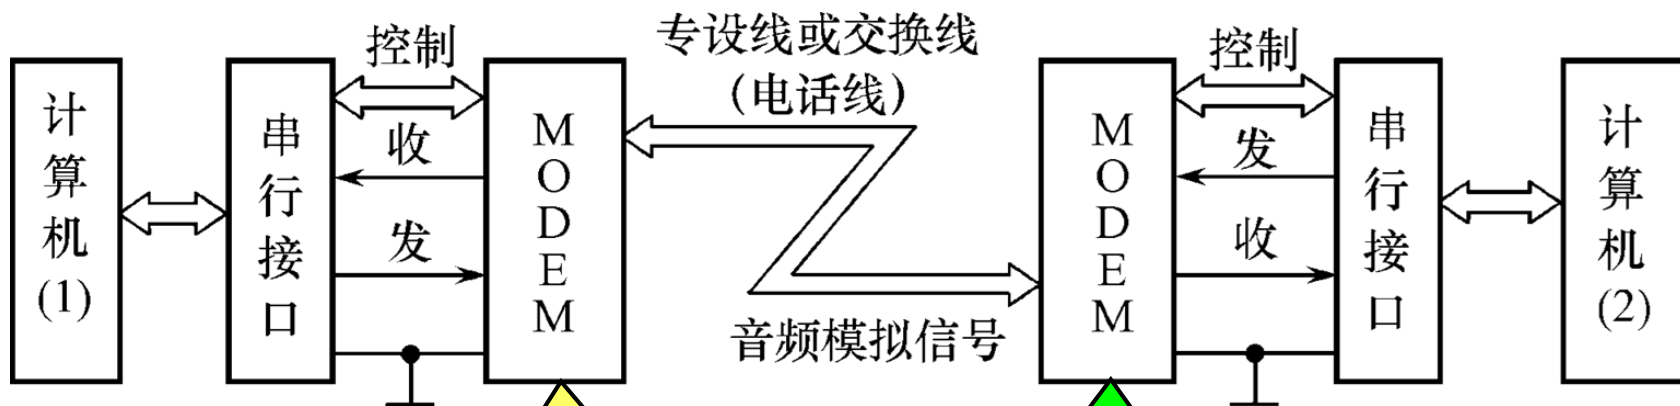 计算机(1)
串行接口
控制
收
发
MODEM
专设线或交换线
(电话线)
音频模拟信号
MODEM
控制
发
收
串行接口
计算机(2)